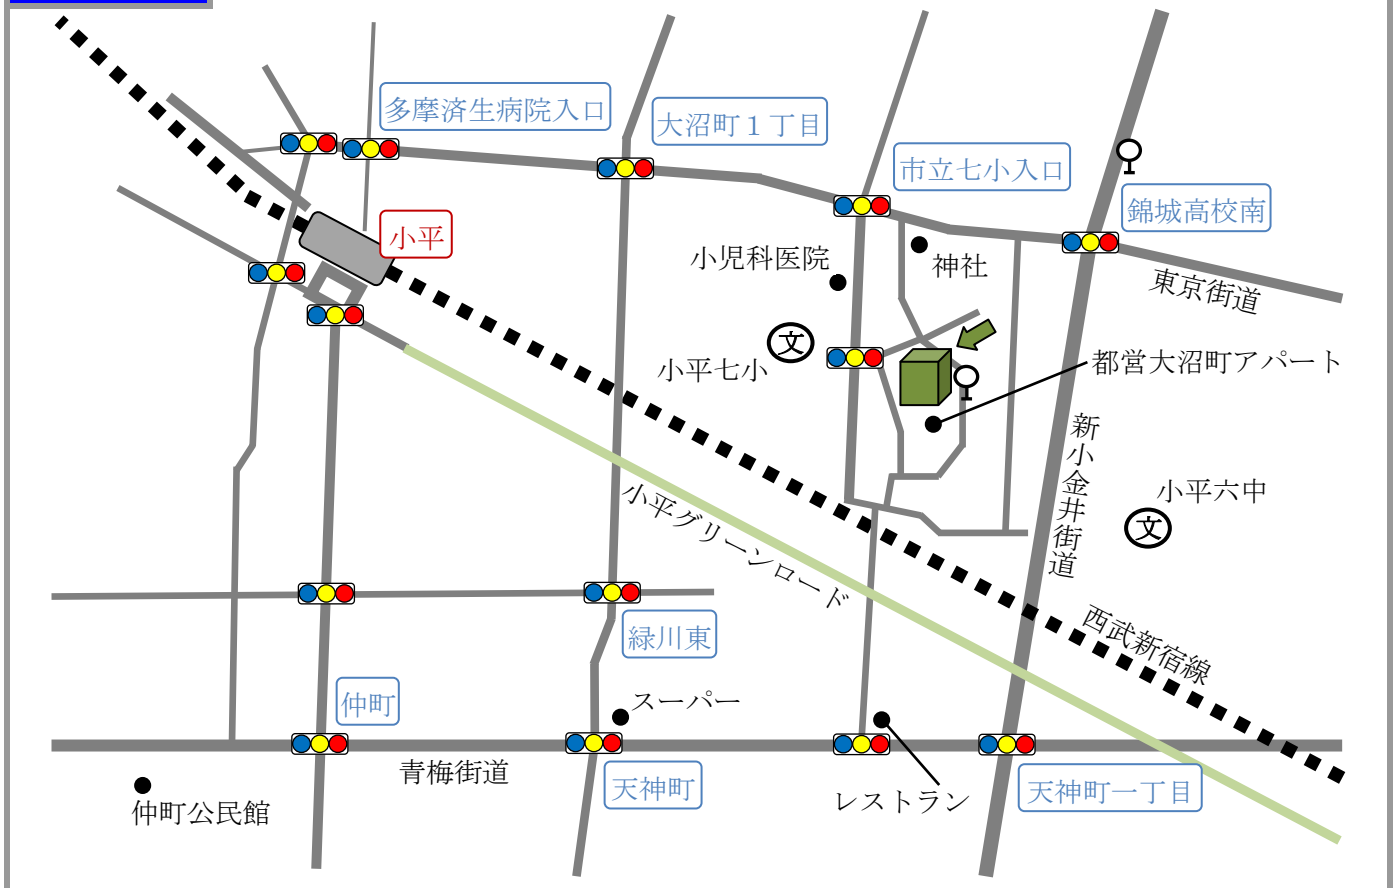 多摩済生病院入口
大沼町１丁目
市立七小入口
錦城高校南
小平
小児科医院
神社
東京街道
文
小平七小
都営大沼町アパート
新小金井街道
小平六中
文
小平グリーンロード
緑川東
西武新宿線
仲町
スーパー
青梅街道
天神町
レストラン
天神町一丁目
仲町公民館